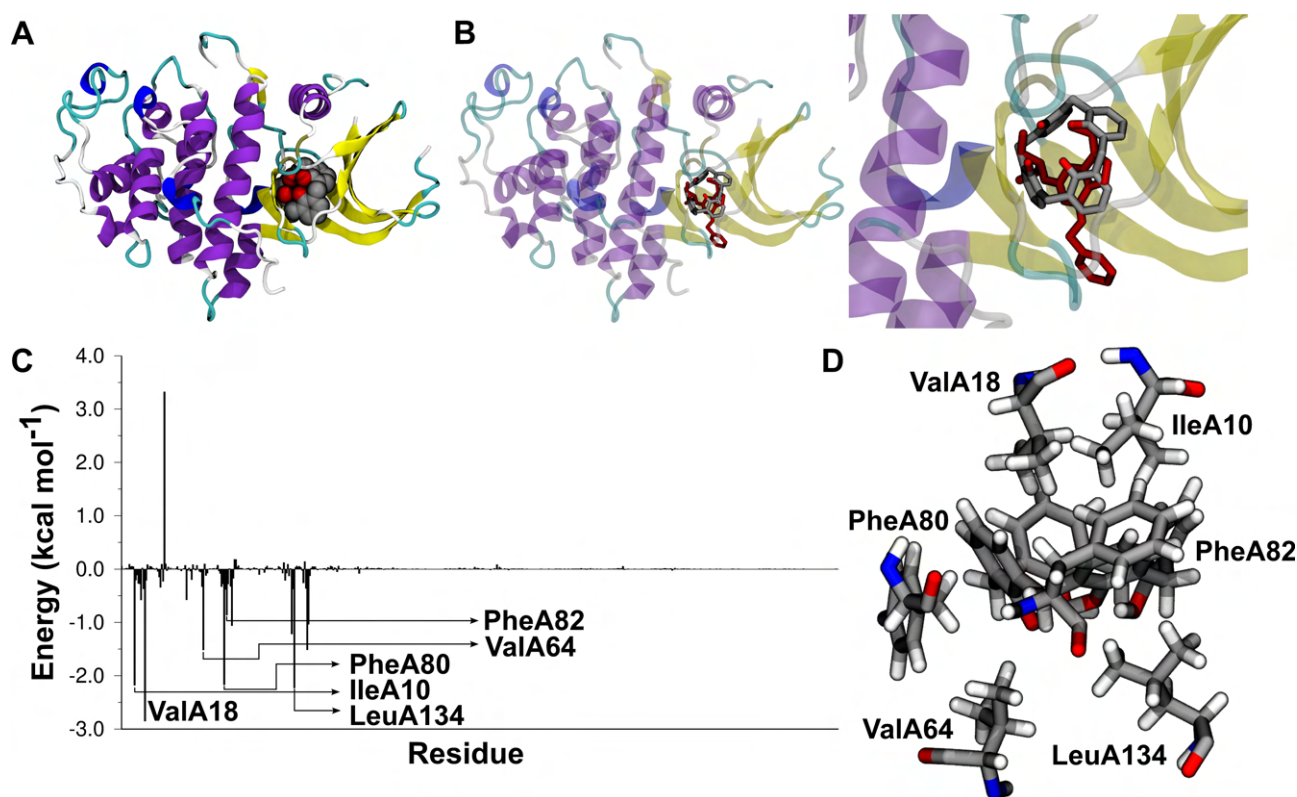 A
B
C
Energy (kcal mol⁻¹)
4.0
3.0
2.0
1.0
0.0
-1.0
-2.0
-3.0
PheA82
ValA64
PheA80
IleA10
ValA18
LeuA134
Residue
D
ValA18
IleA10
PheA80
PheA82
ValA64
LeuA134